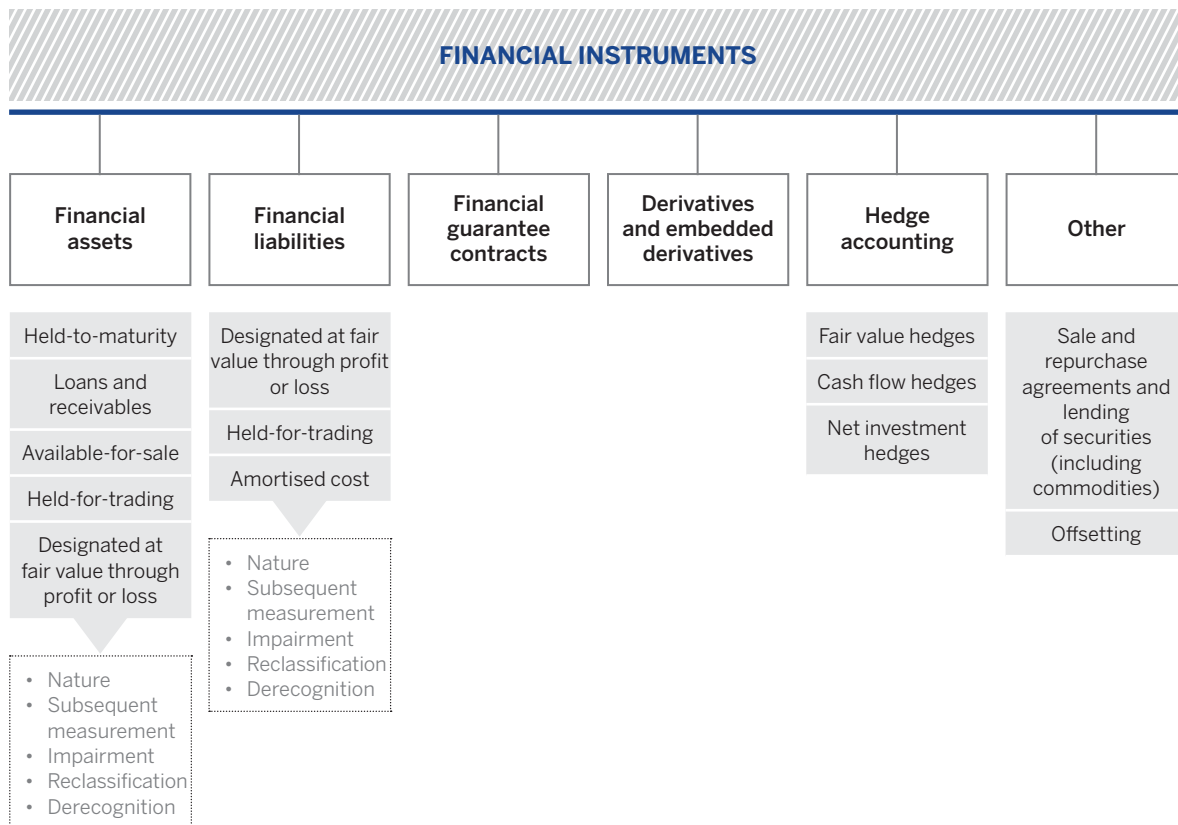 FINANCIAL INSTRUMENTS
Financial
assets
Financial
liabilities
Financial
guarantee
contracts
Derivatives
and embedded
derivatives
Hedge
accounting
Other
Held-to-maturity
Loans and
receivables
Available-for-sale
Held-for-trading
Designated at
fair value through
profit or loss
• Nature
• Subsequent
measurement
• Impairment
• Reclassification
• Derecognition
Designated at fair
value through profit
or loss
Held-for-trading
Amortised cost
• Nature
• Subsequent
measurement
• Impairment
• Reclassification
• Derecognition
Fair value hedges
Cash flow hedges
Net investment
hedges
Sale and
repurchase
agreements and
lending
of securities
(including
commodities)
Offsetting